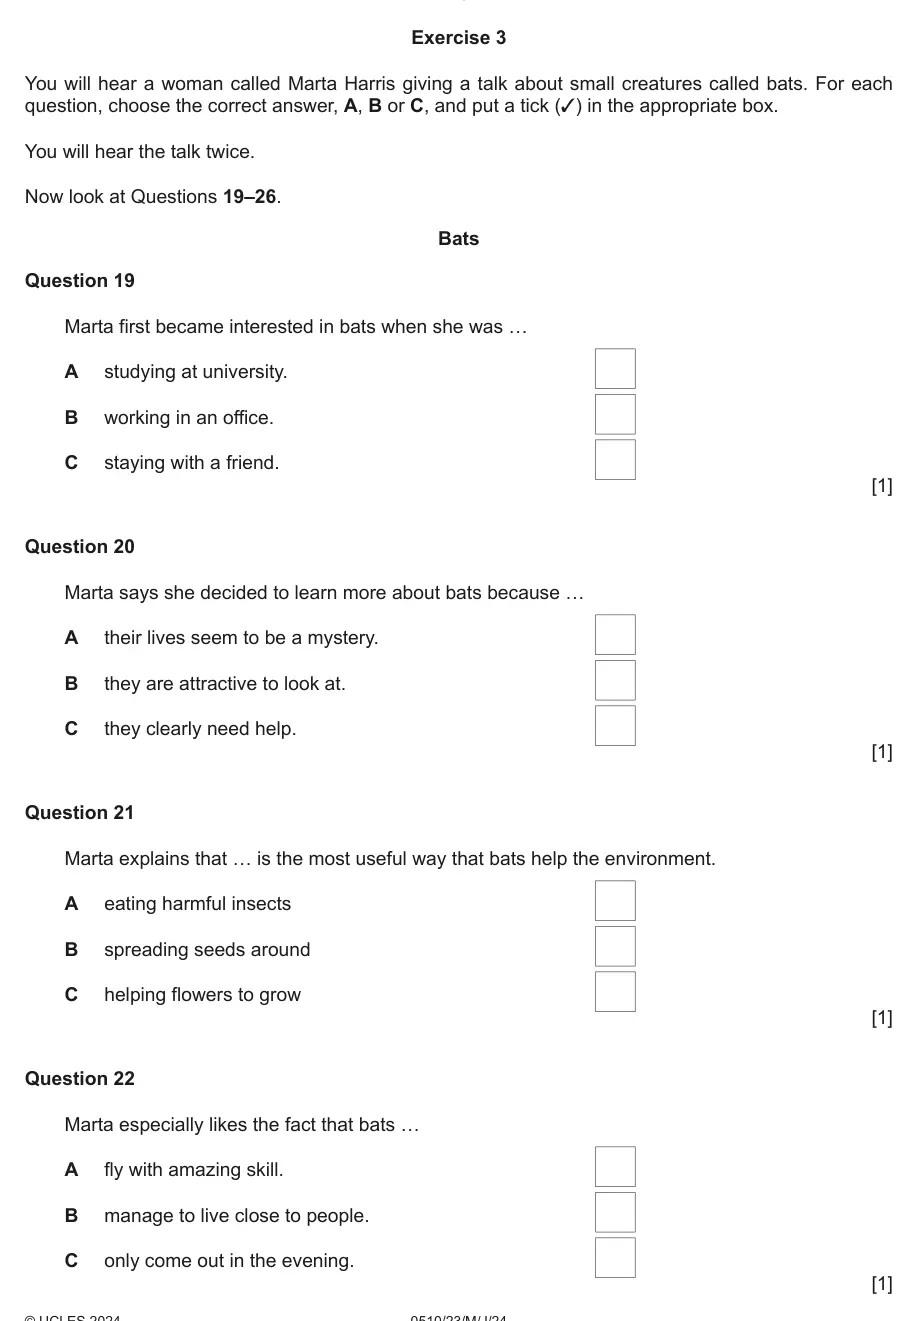 Exercise 3
You will hear a woman called Marta Harris giving a talk about small creatures called bats. For each
question, choose the correct answer, A, B or C, and put a tick (✓) in the appropriate box.
You will hear the talk twice.
Now look at Questions 19–26.
Bats
Question 19
Marta first became interested in bats when she was …
A studying at university.
B working in an office.
C staying with a friend.
[1]
Question 20
Marta says she decided to learn more about bats because …
A their lives seem to be a mystery.
B they are attractive to look at.
C they clearly need help.
[1]
Question 21
Marta explains that … is the most useful way that bats help the environment.
A eating harmful insects
B spreading seeds around
C helping flowers to grow
[1]
Question 22
Marta especially likes the fact that bats …
A fly with amazing skill.
B manage to live close to people.
C only come out in the evening.
[1]
© UCLES 2024 0510/23/M/J/24